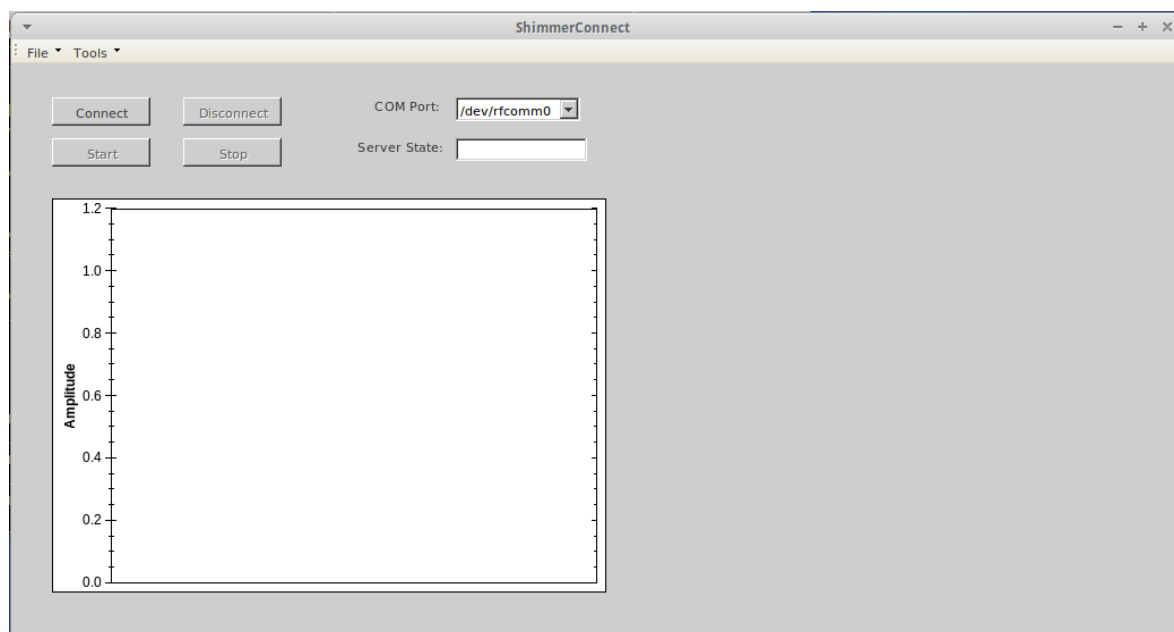 ShimmerConnect
File Tools
Connect Disconnect COM Port: /dev/rfcomm0
Start Stop Server State:
1.2
1.0
0.8
0.6
0.4
0.2
0.0
Amplitude